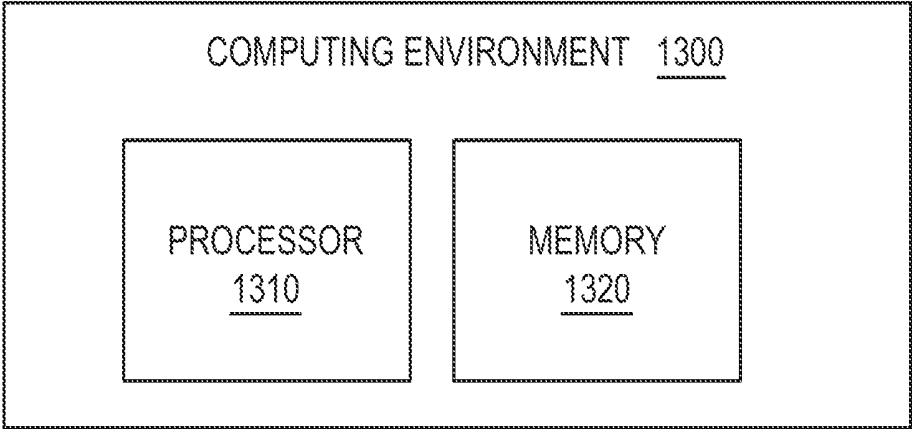 COMPUTING ENVIRONMENT 1300
PROCESSOR
1310
MEMORY
1320